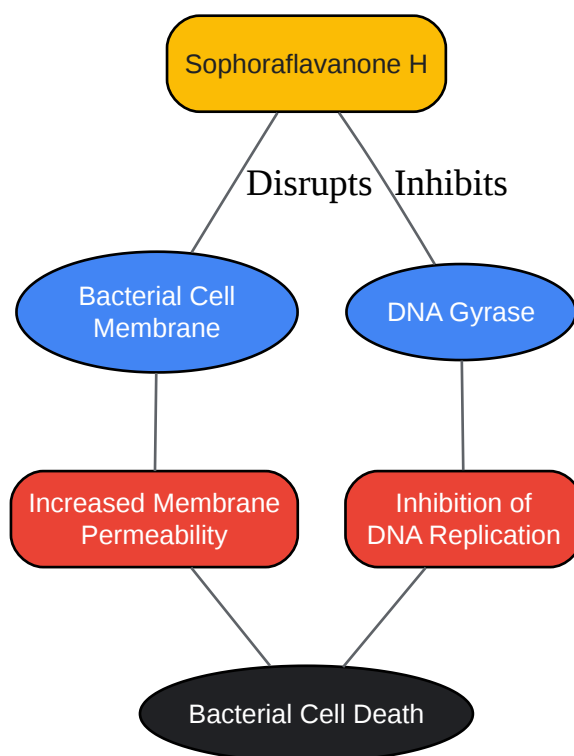 Sophoraflavanone H
Disrupts
Inhibits
Bacterial Cell
Membrane
DNA Gyrase
Increased Membrane
Permeability
Inhibition of
DNA Replication
Bacterial Cell Death